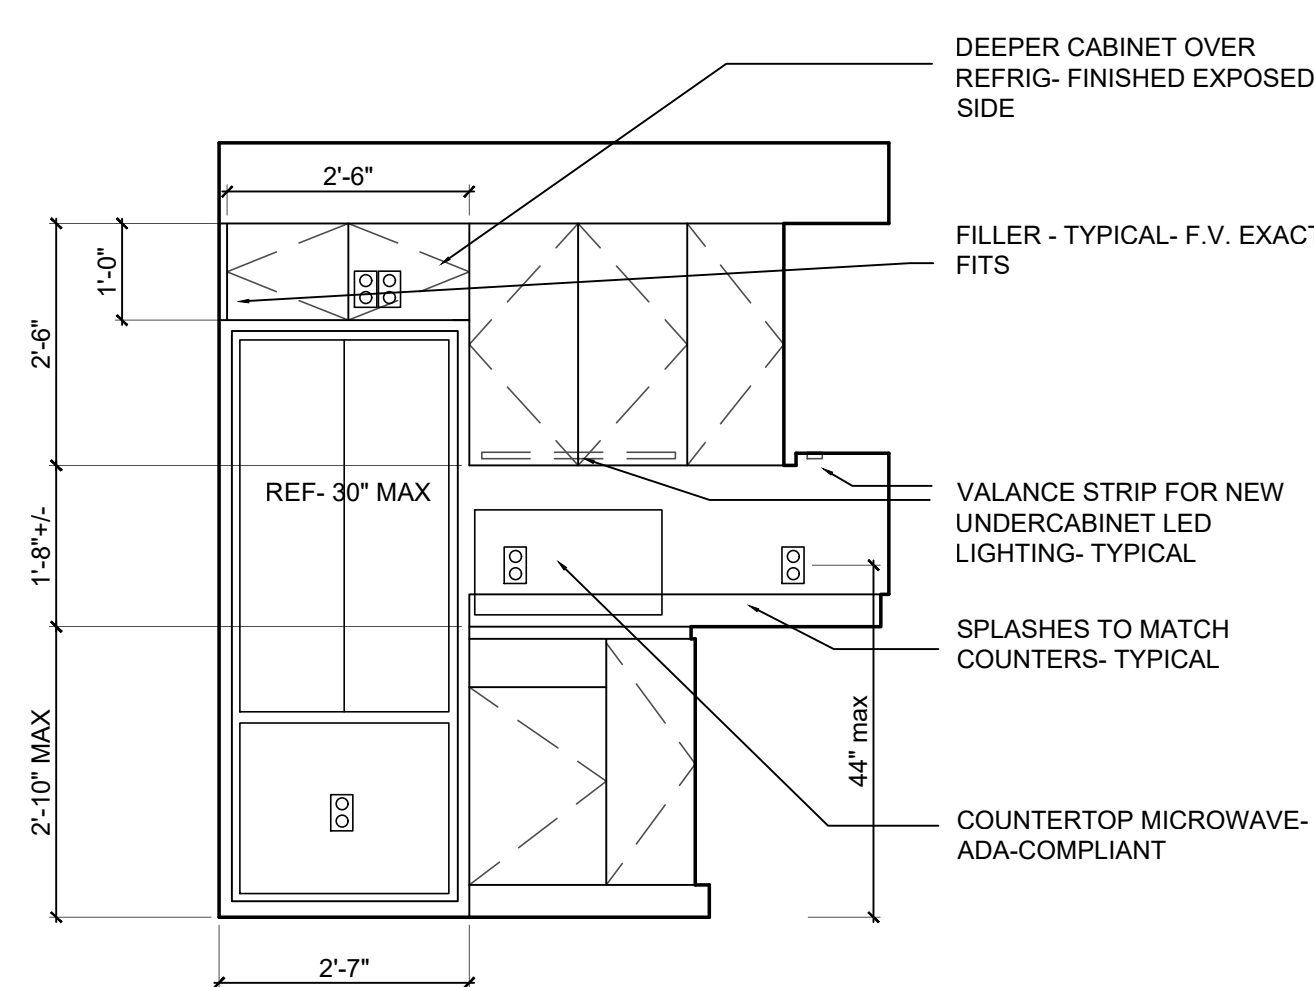 DEEPER CABINET OVER
REFRIG- FINISHED EXPOSED
SIDE
2'-6"
FILLER - TYPICAL- F.V. EXACT
FITS
1'-0"
2'-6"
REF- 30" MAX
VALANCE STRIP FOR NEW
UNDERCABINET LED
LIGHTING- TYPICAL
1'-8"+/-
SPLASHES TO MATCH
COUNTERS- TYPICAL
2'-10" MAX
44" max
COUNTERTOP MICROWAVE-
ADA-COMPLIANT
2'-7"